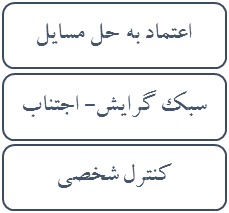 اعتماد به حل مسایل
سبک گرایش- اجتناب
کنترل شخصی